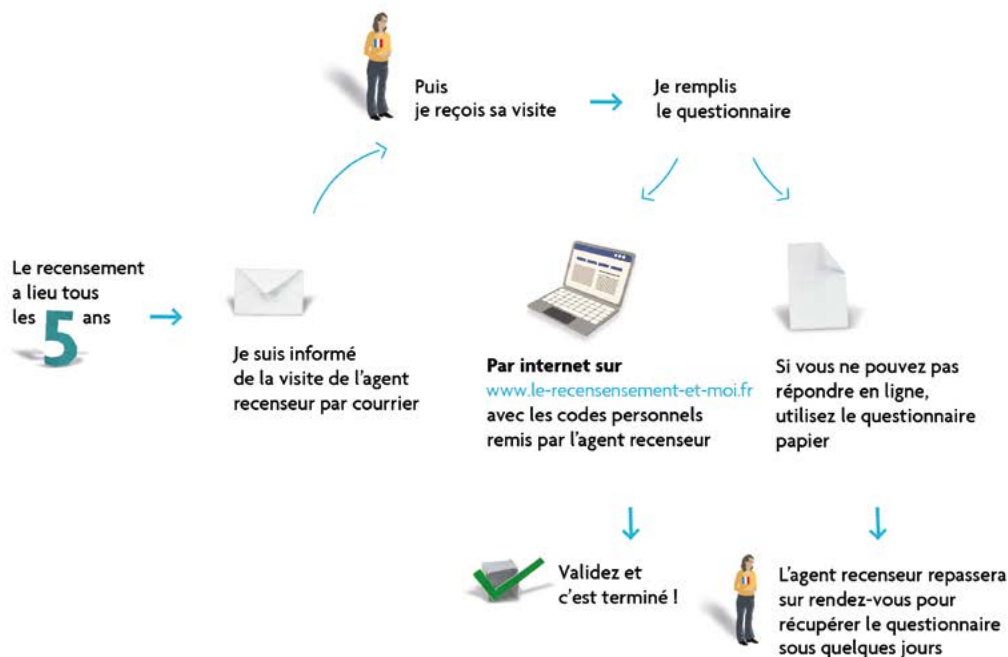 Le recensement
a lieu tous
les 5 ans
Je suis informé
de la visite de l'agent
recenseur par courrier
Puis
je reçois sa visite
Je remplis
le questionnaire
Par internet sur
www.le-recensensement-et-moi.fr
avec les codes personnels
remis par l'agent recenseur
Validez et
c'est terminé !
Si vous ne pouvez pas
répondre en ligne,
utilisez le questionnaire
papier
L'agent recenseur repassera
sur rendez-vous pour
récupérer le questionnaire
sous quelques jours